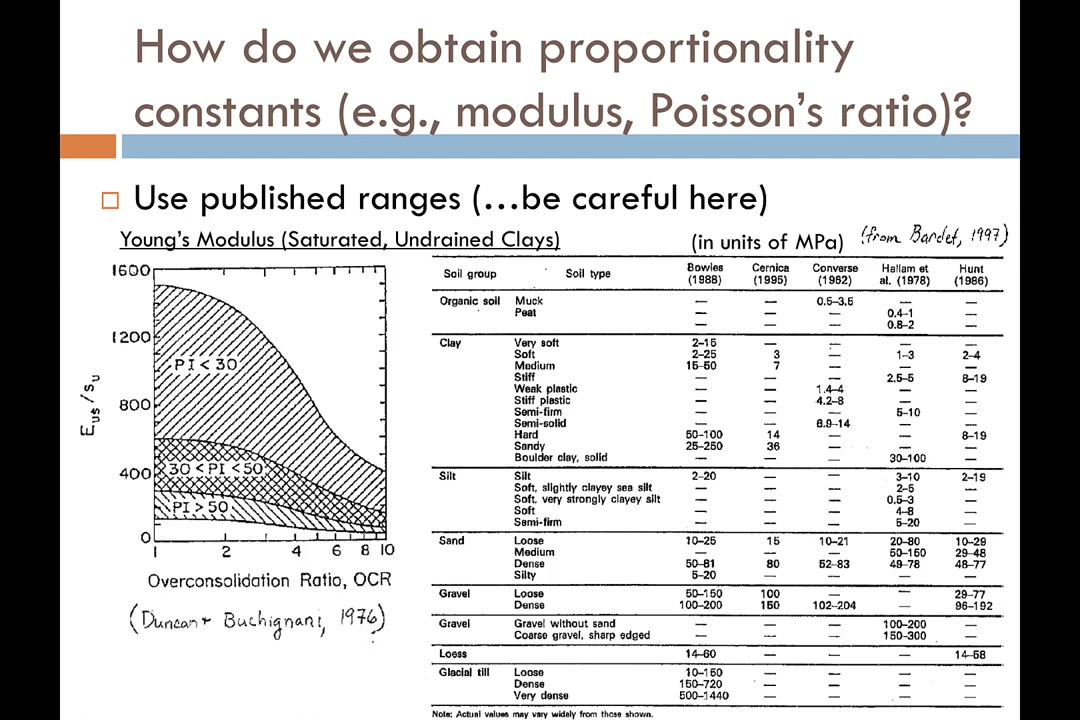 How do we obtain proportionality
constants (e.g., modulus, Poisson's ratio)?
Use published ranges (...be careful here)
Young's Modulus (Saturated, Undrained Clays)
(in units of MPa) (from Bardet, 1997)
1600
1200
800
400
0
Eus / su
PI < 30
30 < PI < 50
PI > 50
1 2 4 6 8 10
Overconsolidation Ratio, OCR
(Duncan + Buchignani, 1976)
Soil group Soil type Bowles (1988) Cernica (1995) Converse (1962) Hallam et al. (1978) Hunt (1986)
Organic soil Muck — — 0.5–3.5 — —
Peat — — — 0.4–1 —
— — — 0.8–2 —
Clay Very soft 2–15 — — — —
Soft 2–25 3 — 1–3 2–4
Medium 15–50 7 — — —
Stiff — — — 2.5–5 8–19
Weak plastic — — 1.4–4 — —
Stiff plastic — — 4.2–8 — —
Semi-firm — — — 5–10 —
Semi-solid — — 6.9–14 — —
Hard 50–100 14 — — 8–19
Sandy 25–250 36 — — —
Boulder clay, solid — — — 30–100 —
Silt Silt 2–20 — — 3–10 2–19
Soft, slightly clayey sea silt — — — 2–5 —
Soft, very strongly clayey silt — — — 0.5–3 —
Soft — — — 4–8 —
Semi-firm — — — 5–20 —
Sand Loose 10–25 15 10–21 20–80 10–29
Medium — — — 50–150 29–48
Dense 50–81 80 52–83 49–78 48–77
Silty 5–20 — — — —
Gravel Loose 50–150 100 — — 29–77
Dense 100–200 150 102–204 — 96–192
Gravel Gravel without sand — — — 100–200 —
Coarse gravel, sharp edged — — — 150–300 —
Loess 14–60 — — — 14–58
Glacial till Loose 10–150 — — — —
Dense 150–720 — — — —
Very dense 500–1440 — — — —
Note: Actual values may vary widely from those shown.